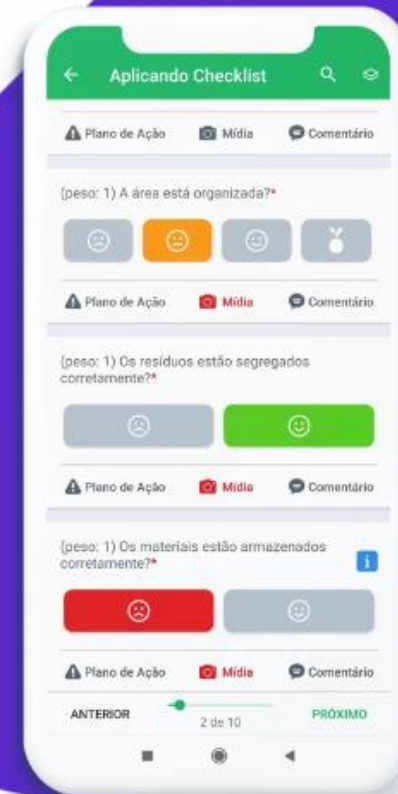 Aplicando Checklist
Plano de Ação Mídia Comentário
(peso: 1) A área está organizada?*
Plano de Ação Mídia Comentário
(peso: 1) Os resíduos estão segregados
corretamente?*
Plano de Ação Mídia Comentário
(peso: 1) Os materiais estão armazenados
corretamente?*
i
Plano de Ação Mídia Comentário
ANTERIOR 2 de 10 PRÓXIMO